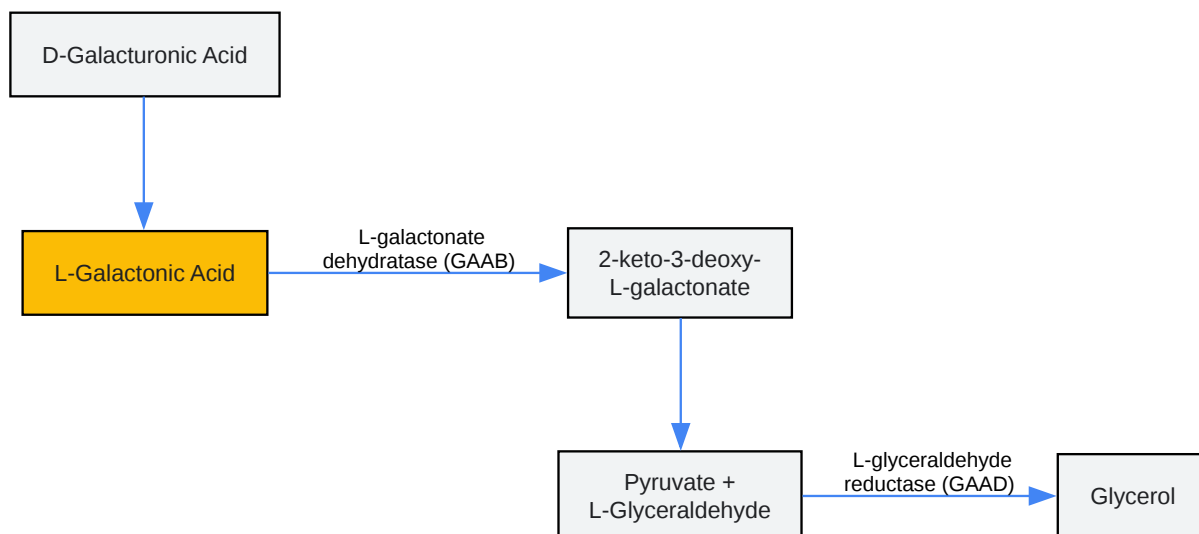 D-Galacturonic Acid
L-Galactonic Acid
L-galactonate
dehydratase (GAAB)
2-keto-3-deoxy-
L-galactonate
Pyruvate +
L-Glyceraldehyde
L-glyceraldehyde
reductase (GAAD)
Glycerol